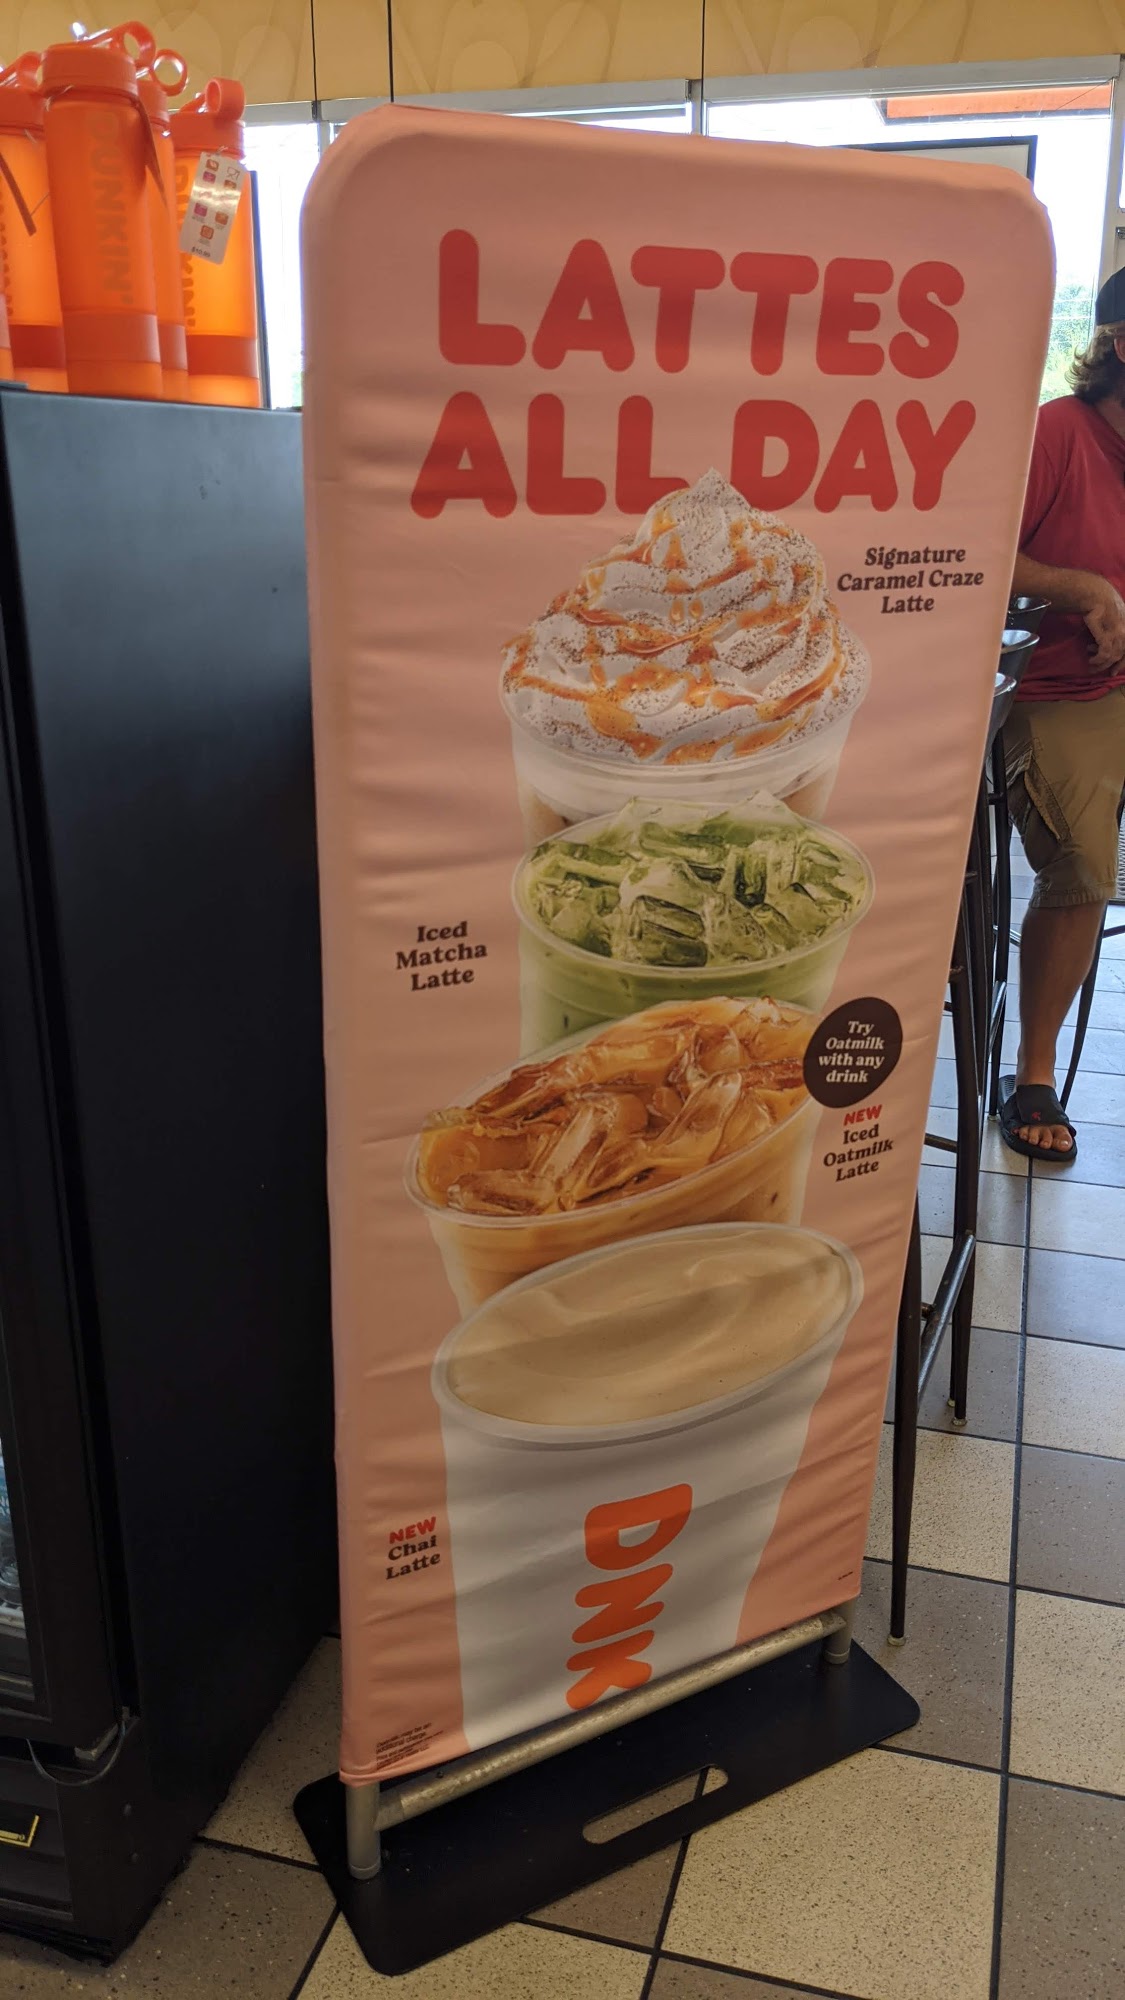 DUNKIN'
LATTES
ALL DAY
Signature
Caramel Craze
Latte
Iced
Matcha
Latte
Try
Oatmilk
with any
drink
NEW
Iced
Oatmilk
Latte
NEW
Chai
Latte
DNK